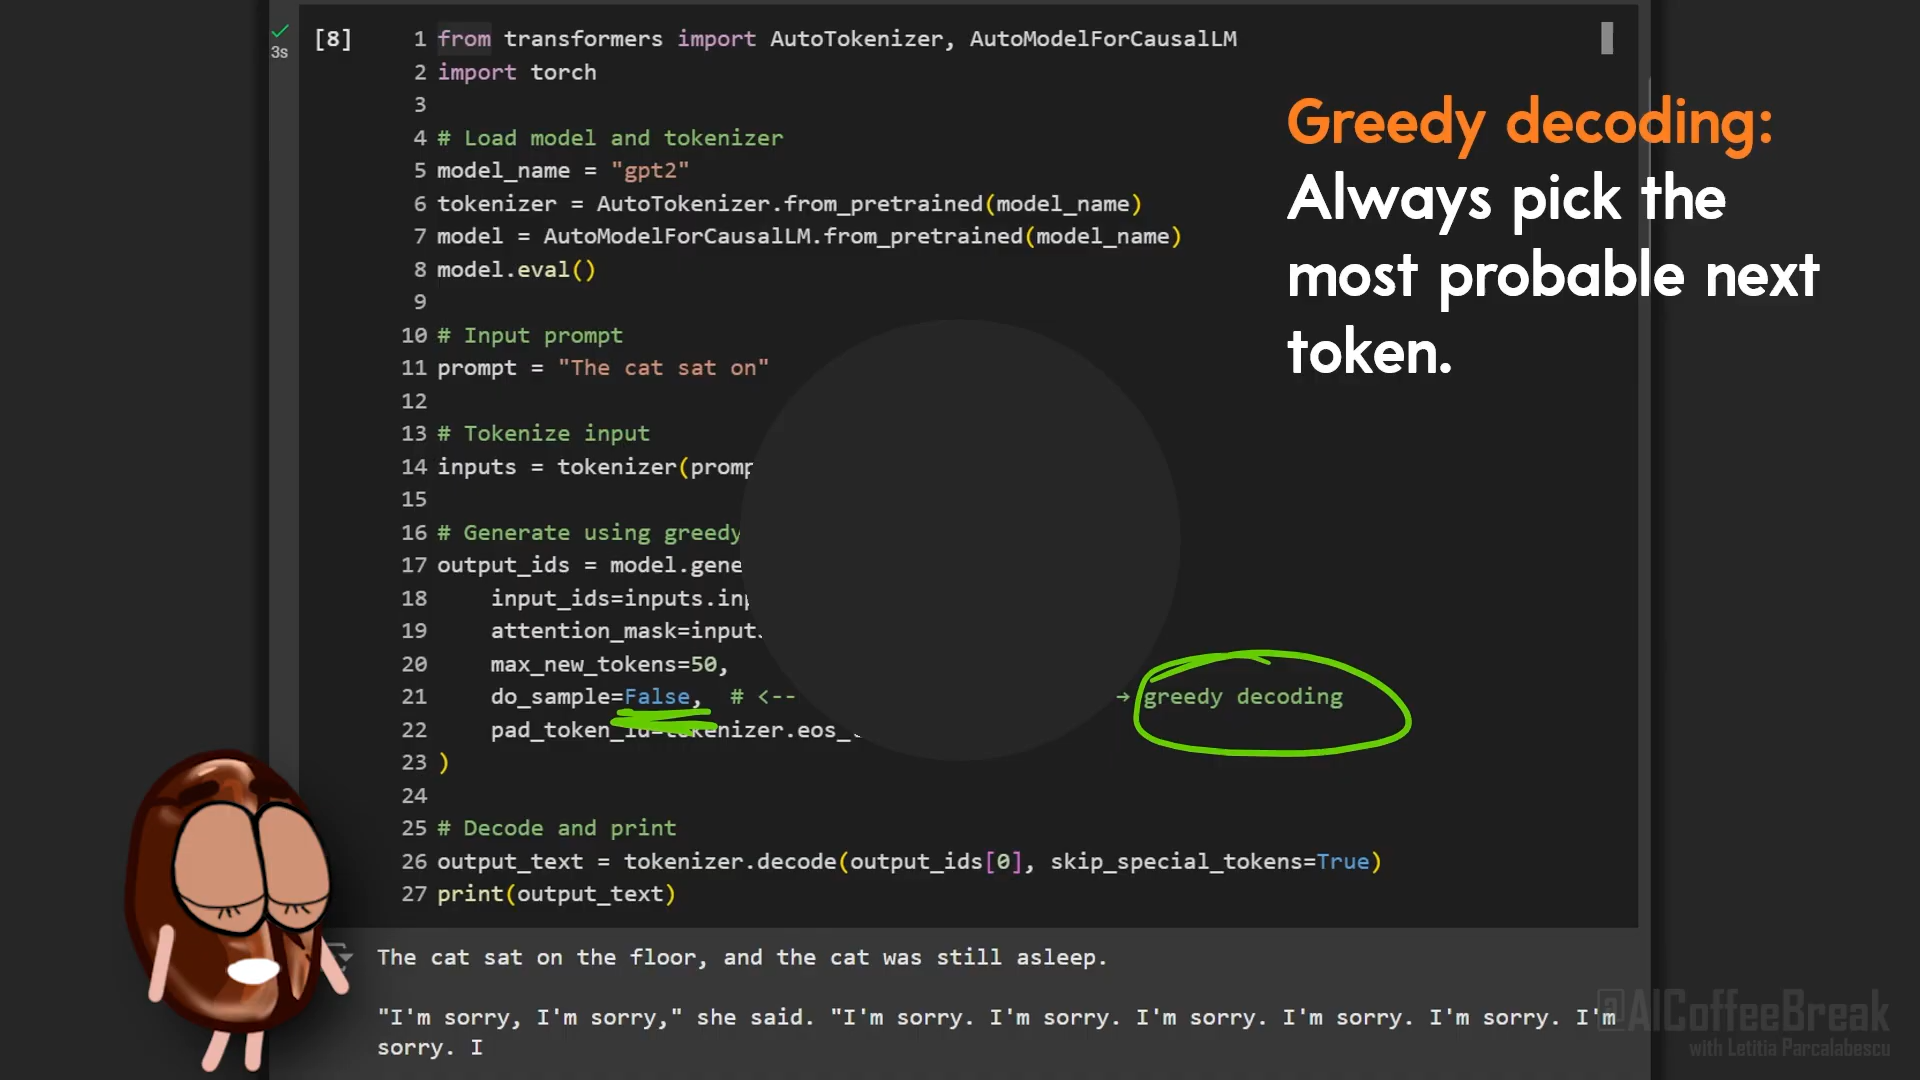 3s
[8]
1 from transformers import AutoTokenizer, AutoModelForCausalLM
2 import torch
3
4 # Load model and tokenizer
5 model_name = "gpt2"
6 tokenizer = AutoTokenizer.from_pretrained(model_name)
7 model = AutoModelForCausalLM.from_pretrained(model_name)
8 model.eval()
9
10 # Input prompt
11 prompt = "The cat sat on"
12
13 # Tokenize input
14 inputs = tokenizer(
15
16 # Generate using greedy
17 output_ids = model.
18 input_ids=inputs.
19 attention_mask=
20 max_new_tokens=50,
21 do_sample=False, # <-- → greedy decoding
22 pad_token_id=tokenizer.
23 )
24
25 # Decode and print
26 output_text = tokenizer.decode(output_ids[0], skip_special_tokens=True)
27 print(output_text)
Greedy decoding:
Always pick the
most probable next
token.
The cat sat on the floor, and the cat was still asleep.
"I'm sorry, I'm sorry," she said. "I'm sorry. I'm sorry. I'm sorry. I'm sorry. I'm sorry. I'm
sorry. I
@AICoffeeBreak
with Letitia Parcalabescu